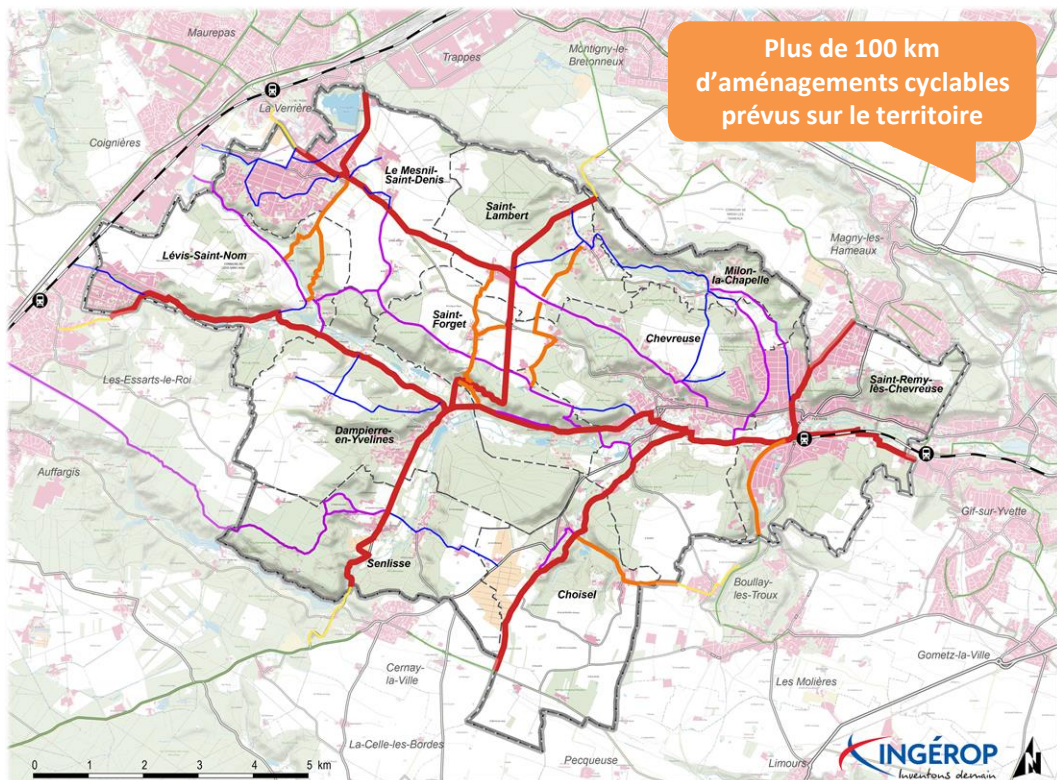 Maurepas
Trappes
Montigny-le-
Bretonneux
Plus de 100 km
d’aménagements cyclables
prévus sur le territoire
La Verrière
Coignières
Le Mesnil-
Saint-Denis
Saint-
Lambert
Magny-les-
Hameaux
Lévis-Saint-Nom
Milon-
la-Chapelle
Saint-
Forget
Chevreuse
Les-Essarts-le-Roi
Saint-Remy-
lès-Chevreuse
Dampierre-
en-Yvelines
Auffargis
Gif-sur-Yvette
Senlisse
Choisel
Boullay-
les-Troux
Cernay-
la-Ville
Gometz-la-Ville
Les Molières
La-Celle-les-Bordes
Pecqueuse
Limours
0 1 2 3 4 5 km
INGÉROP
Inventons demain
N